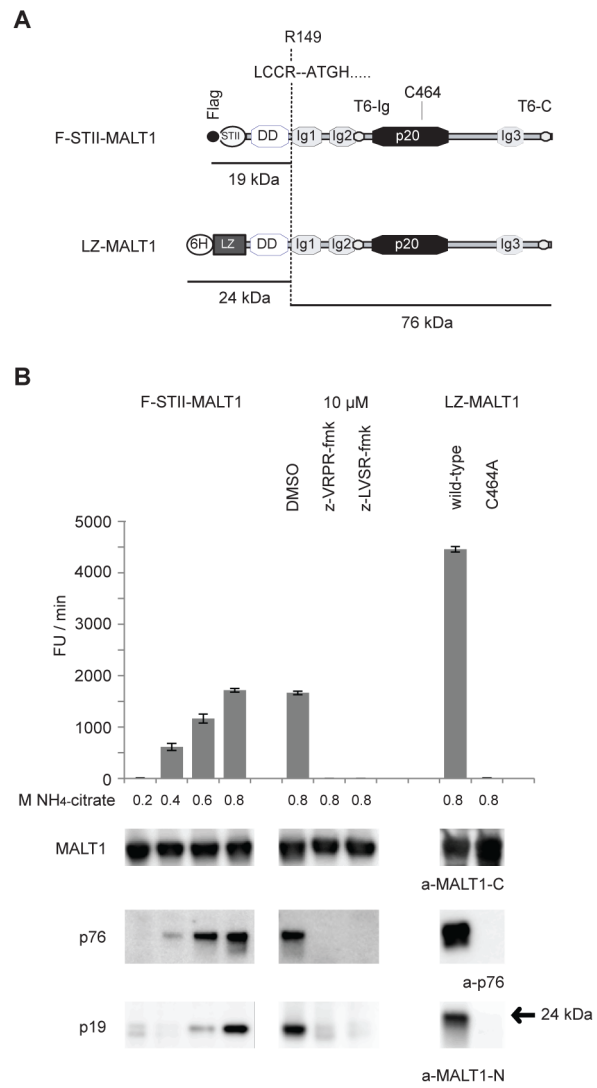 A
R149
LCCR--ATGH.....
Flag
C464
T6-Ig
T6-C
F-STII-MALT1
STII
DD
Ig1
Ig2
p20
Ig3
19 kDa
LZ-MALT1
6H
LZ
DD
Ig1
Ig2
p20
Ig3
24 kDa
76 kDa
B
F-STII-MALT1
10 µM
LZ-MALT1
DMSO
z-VRPR-fmk
z-LVSR-fmk
wild-type
C464A
FU / min
5000
4000
3000
2000
1000
0
M NH4-citrate 0.2 0.4 0.6 0.8 0.8 0.8 0.8 0.8 0.8
MALT1
a-MALT1-C
p76
a-p76
p19
24 kDa
a-MALT1-N